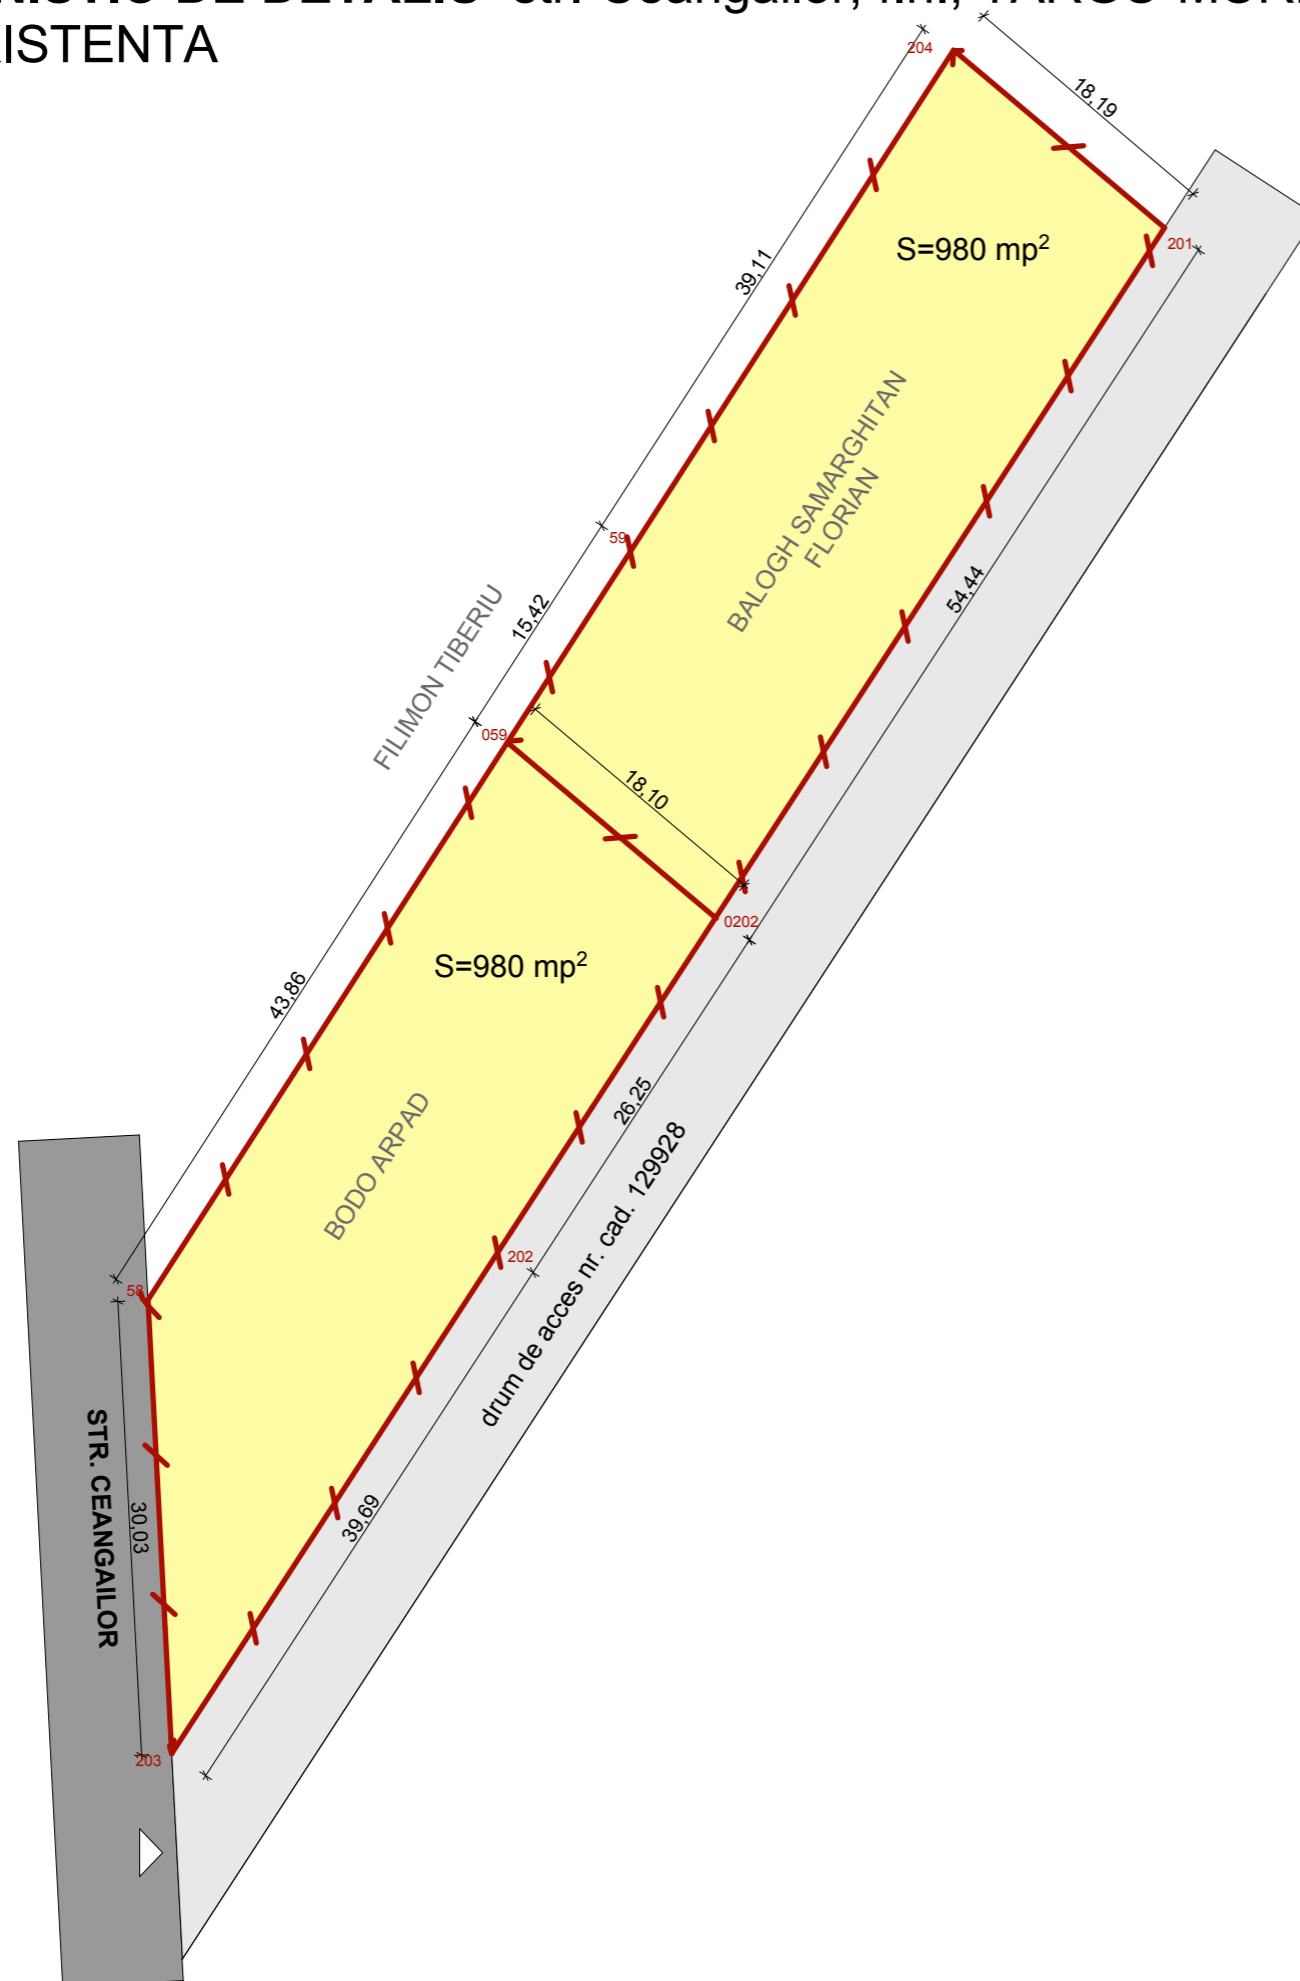 str. Ceangailor, f.n.,
204
18,19
201
S=980 mp²
39,11
BALOGH SAMARGHITAN
FLORIAN
59
54,44
15,42
FILIMON TIBERIU
059
18,10
0202
S=980 mp²
43,86
26,25
BODO ARPAD
drum de acces nr. cad. 129928
202
58
STR. CEANGAILOR
30,03
39,69
203